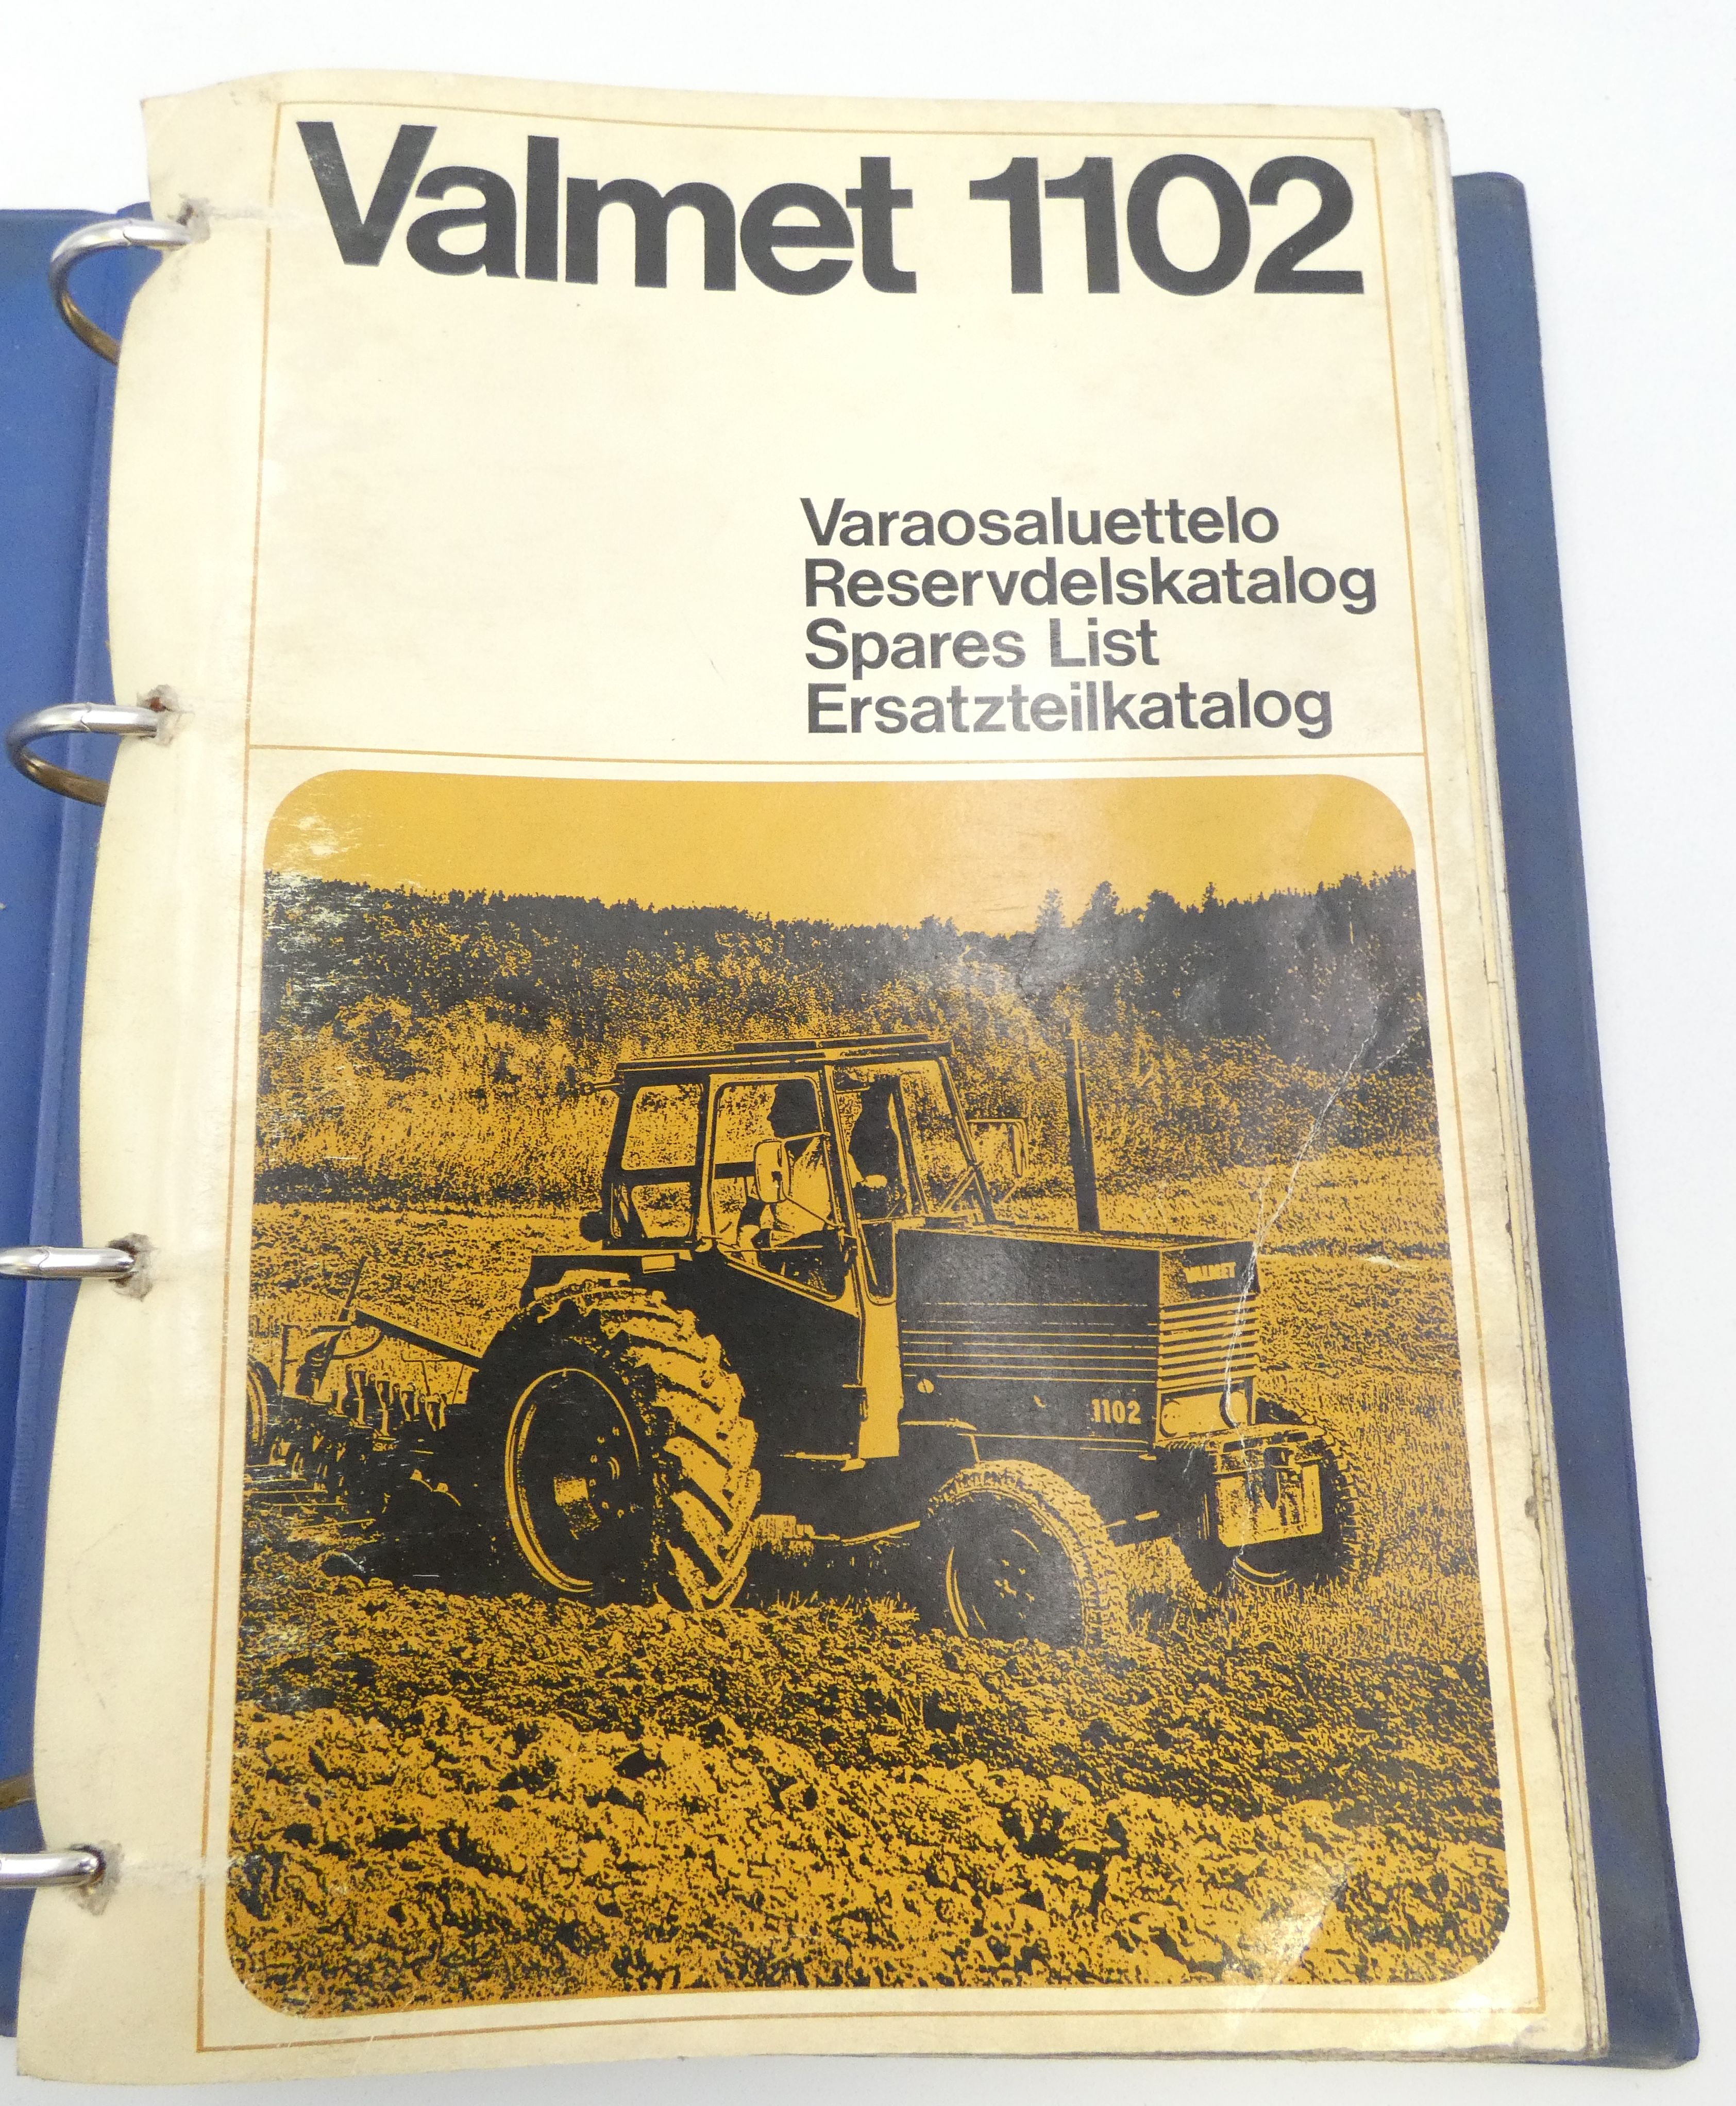 Valmet 1102
Varaosaluettelo
Reservdelskatalog
Spares List
Ersatzteilkatalog
VALMET
1102